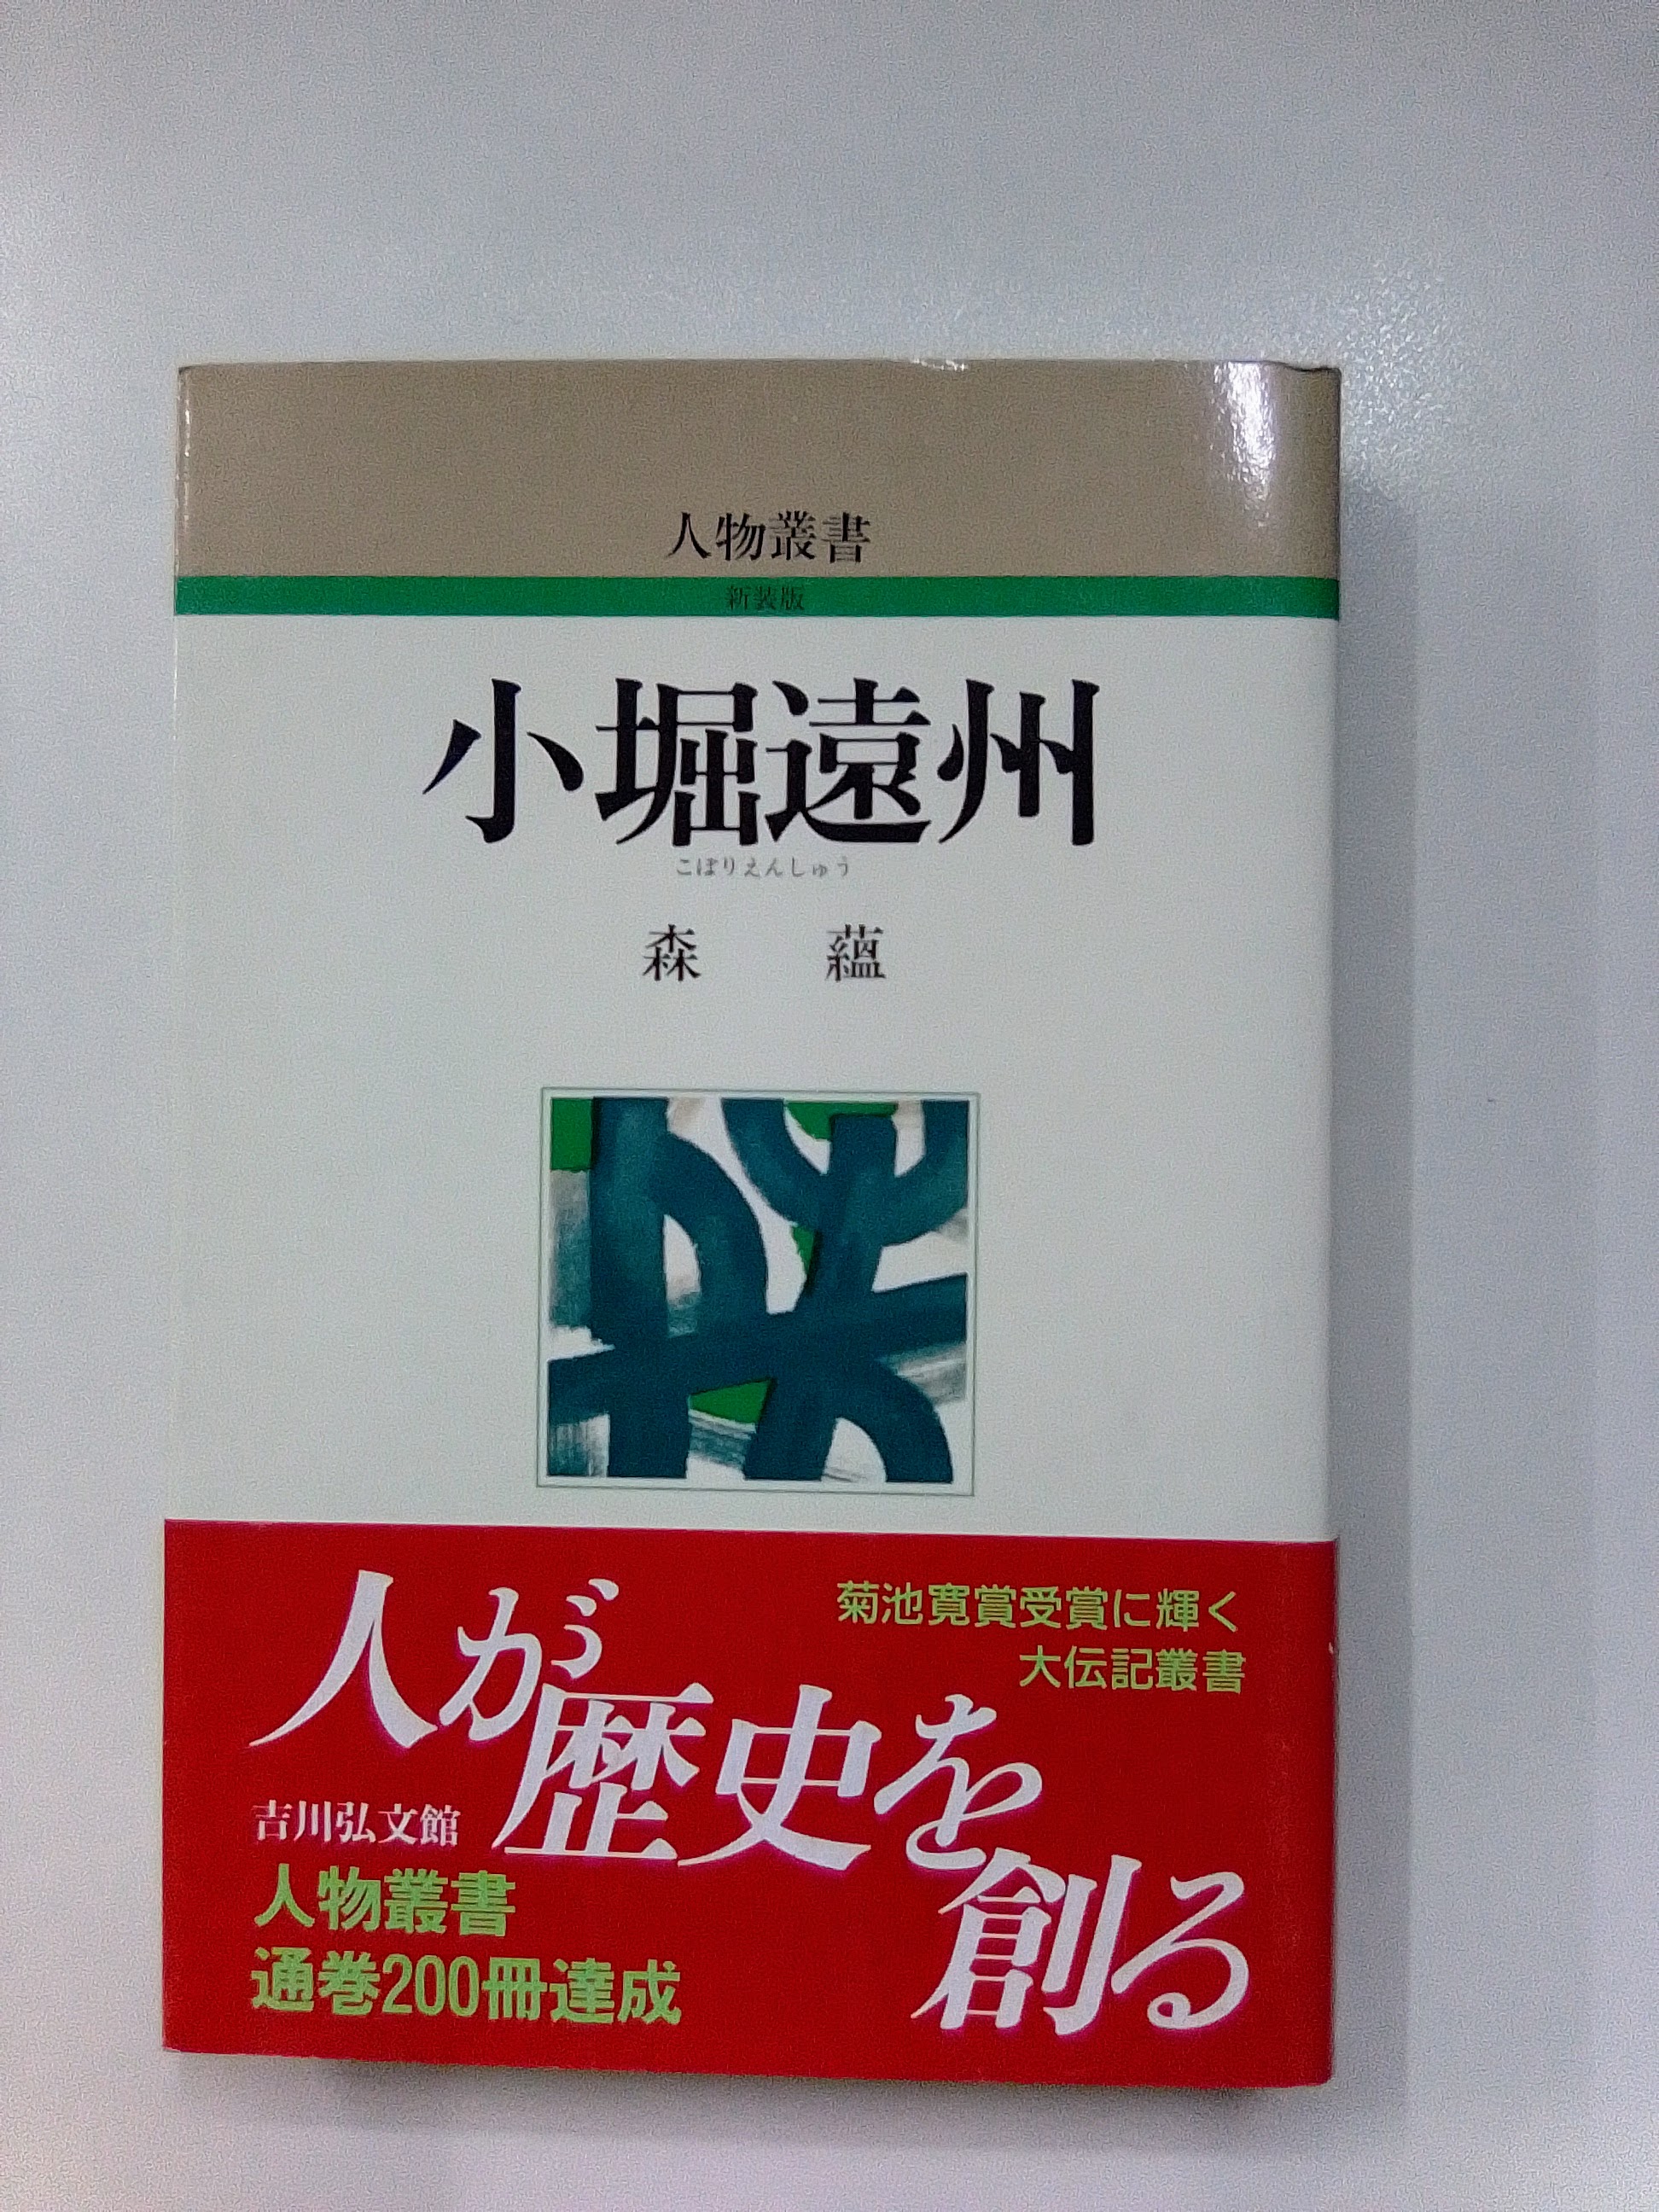 人物叢書
新装版
小堀遠州
こぼりえんしゅう
森 蘊
菊池寛賞受賞に輝く
大伝記叢書
人が
歴史を
創る
吉川弘文館
人物叢書
通巻200冊達成